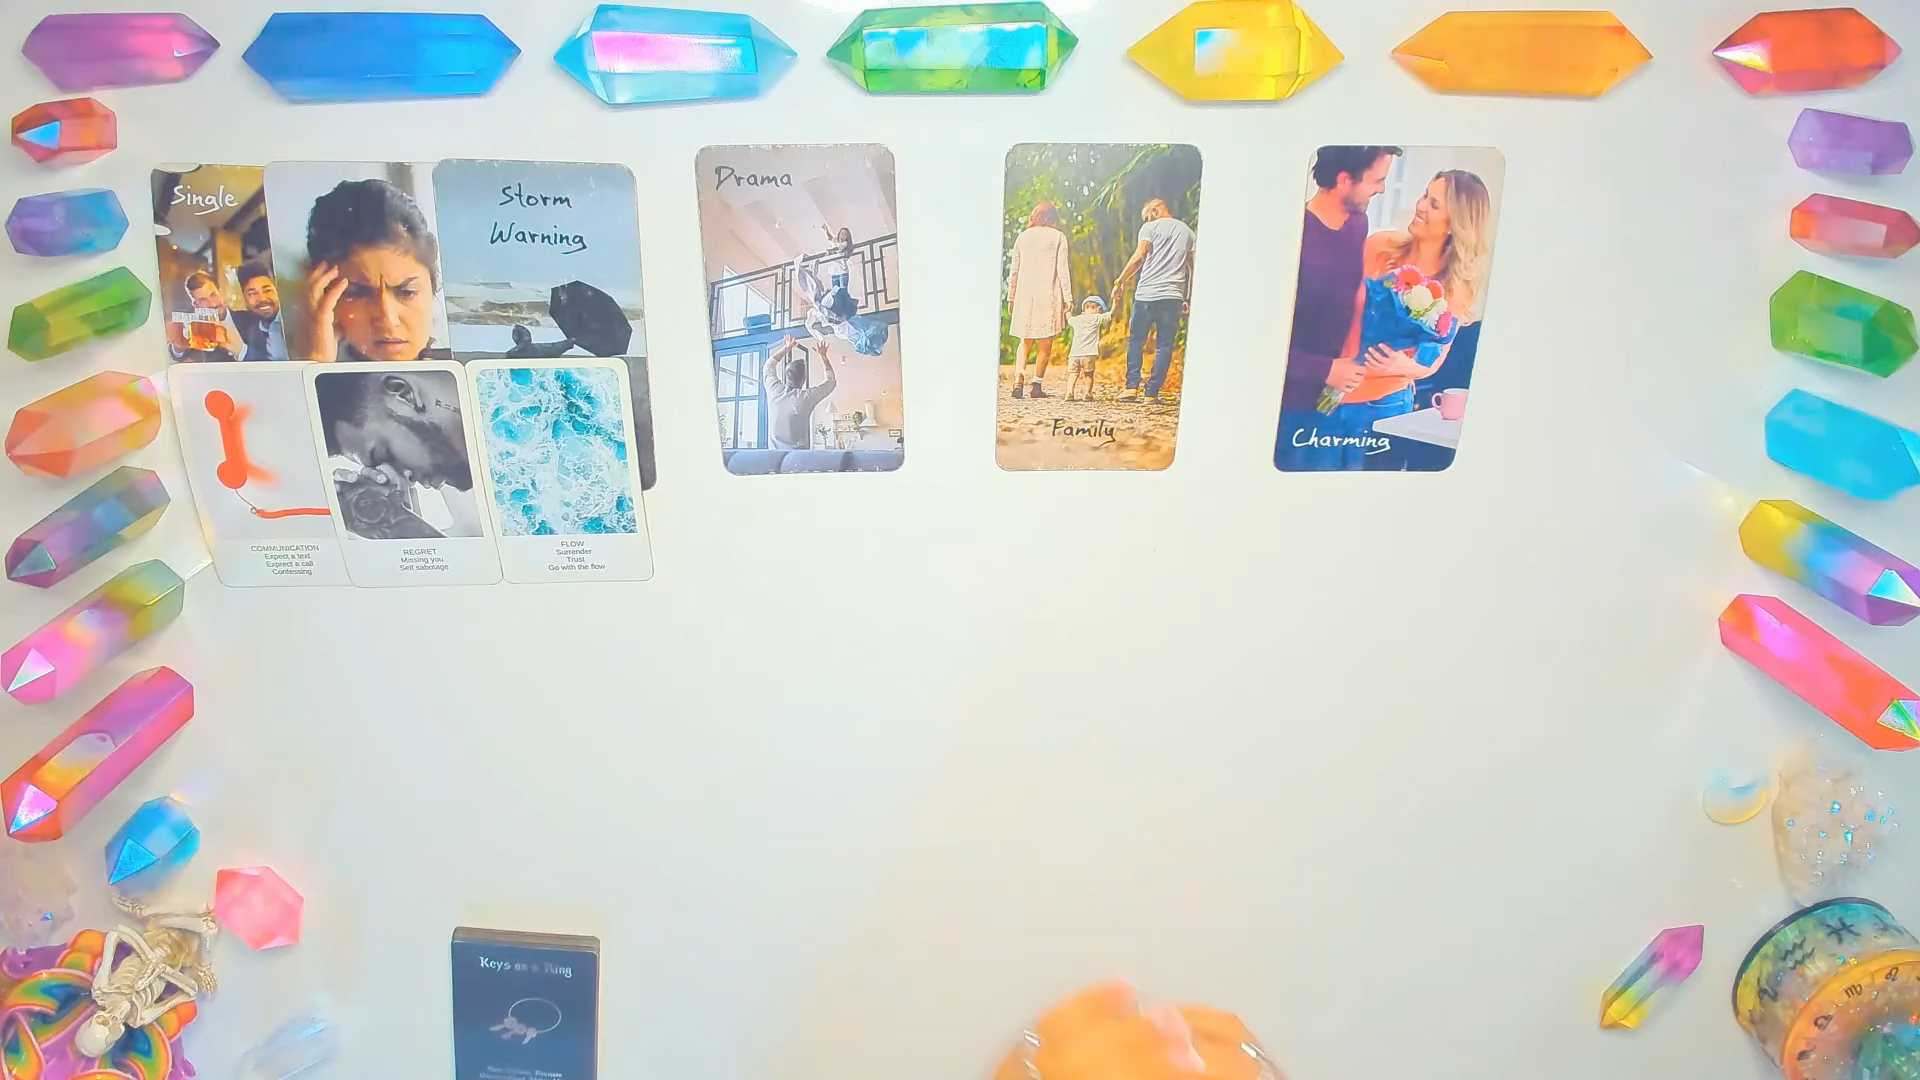 Single
Storm
Warning
Drama
Family
Charming
COMMUNICATION
Expect a text
Expect a call
Confessing
REGRET
Missing you
Self sabotage
FLOW
Surrender
Trust
Go with the flow
Keys on a Ring